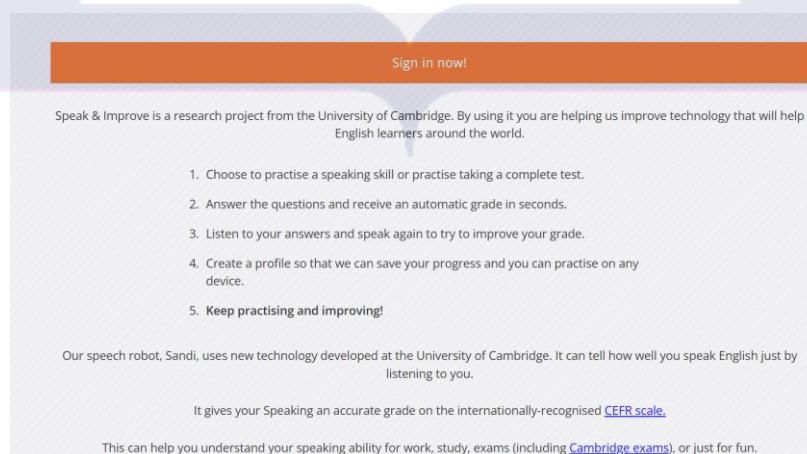 Sign in now!
Speak & Improve is a research project from the University of Cambridge. By using it you are helping us improve technology that will help
English learners around the world.
1. Choose to practise a speaking skill or practise taking a complete test.
2. Answer the questions and receive an automatic grade in seconds.
3. Listen to your answers and speak again to try to improve your grade.
4. Create a profile so that we can save your progress and you can practise on any
device.
5. Keep practising and improving!
Our speech robot, Sandi, uses new technology developed at the University of Cambridge. It can tell how well you speak English just by
listening to you.
It gives your Speaking an accurate grade on the internationally-recognised CEFR scale.
This can help you understand your speaking ability for work, study, exams (including Cambridge exams), or just for fun.